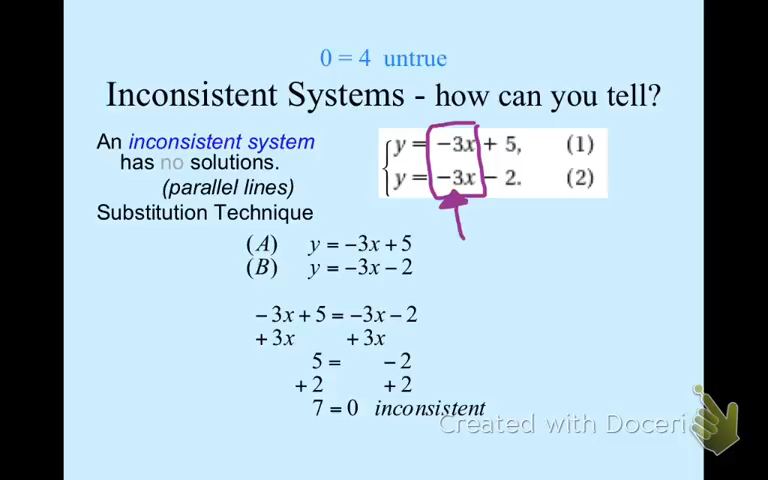 0 = 4 untrue
Inconsistent Systems - how can you tell?
An inconsistent system
has no solutions.
(parallel lines)
Substitution Technique
y = −3x + 5, (1)
y = −3x − 2. (2)
(A) y = −3x + 5
(B) y = −3x − 2
− 3x + 5 = −3x − 2
+ 3x + 3x
5 = − 2
+ 2 + 2
7 = 0 inconsistent
Created with Doceri